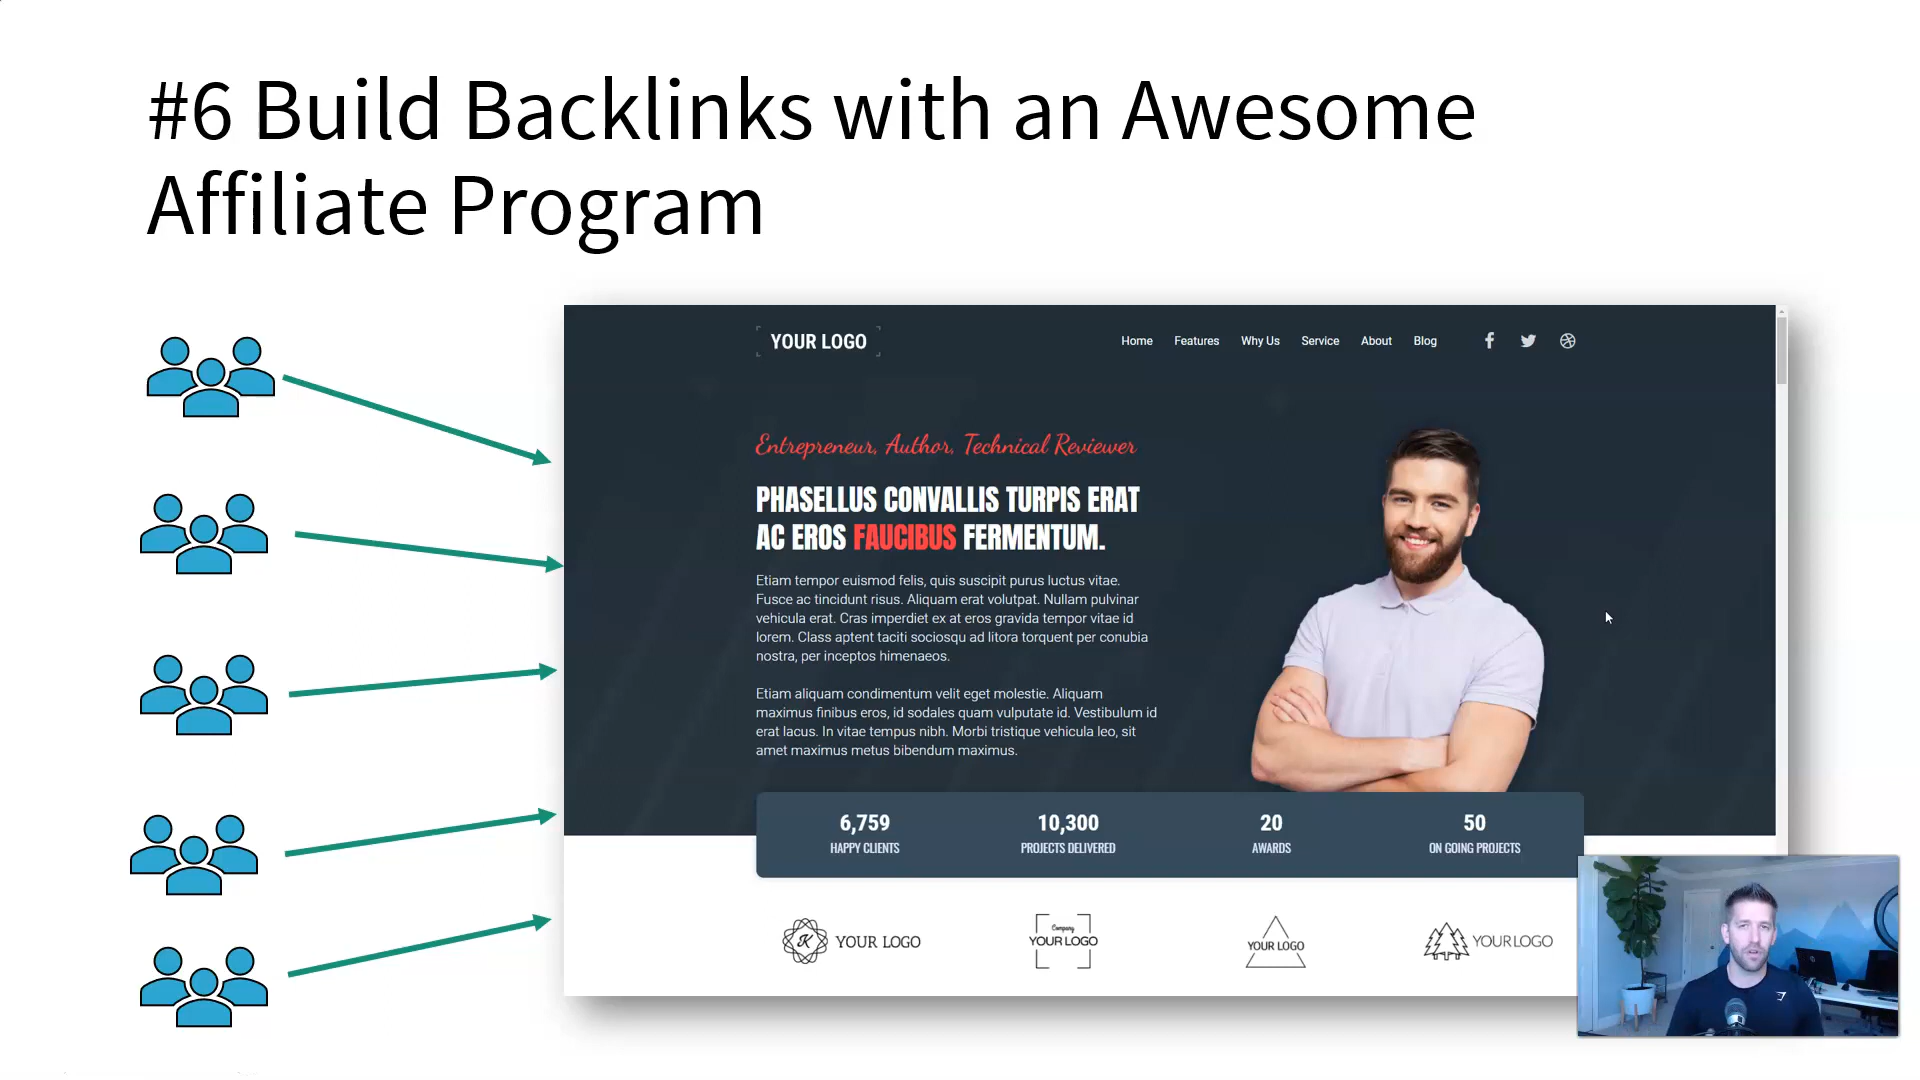 #6 Build Backlinks with an Awesome
Affiliate Program
YOUR LOGO
Home Features Why Us Service About Blog
Entrepreneur, Author, Technical Reviewer
PHASELLUS CONVALLIS TURPIS ERAT
AC EROS FAUCIBUS FERMENTUM.
Etiam tempor euismod felis, quis suscipit purus luctus vitae.
Fusce ac tincidunt risus. Aliquam erat volutpat. Nullam pulvinar
vehicula erat. Cras imperdiet ex at eros gravida tempor vitae id
lorem. Class aptent taciti sociosqu ad litora torquent per conubia
nostra, per inceptos himenaeos.
Etiam aliquam condimentum velit eget molestie. Aliquam
maximus finibus eros, id sodales quam vulputate id. Vestibulum id
erat lacus. In vitae tempus nibh. Morbi tristique vehicula leo, sit
amet maximus metus bibendum maximus.
6,759 10,300 20 50
HAPPY CLIENTS PROJECTS DELIVERED AWARDS ON GOING PROJECTS
K YOUR LOGO
Company
YOUR LOGO
YOUR LOGO
YOUR LOGO